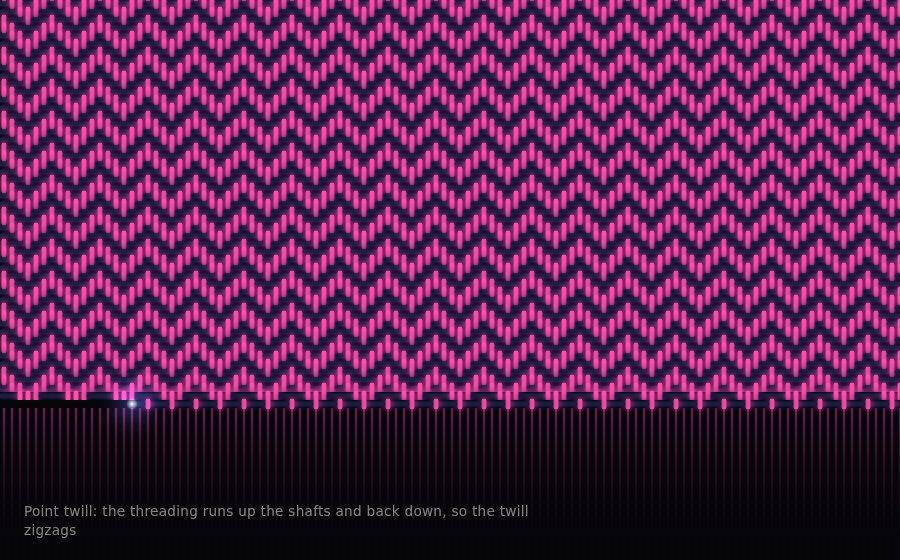 Point twill: the threading runs up the shafts and back down, so the twill
zigzags